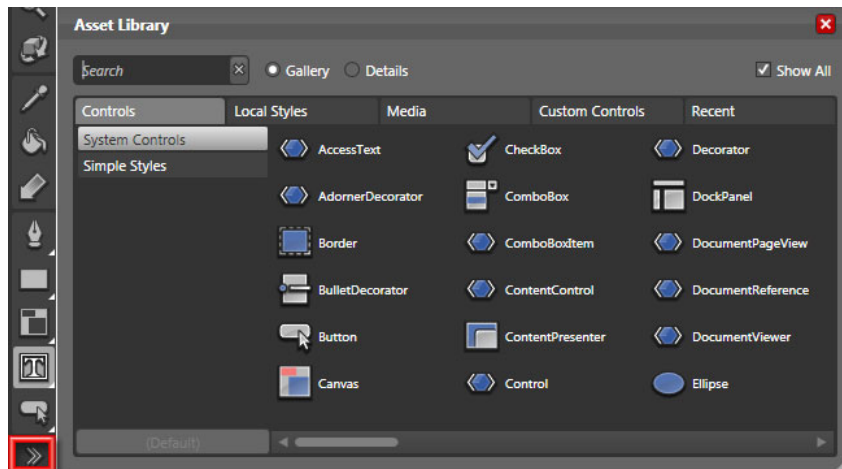 Asset Library
Search
Gallery
Details
Show All
Controls
Local Styles
Media
Custom Controls
Recent
System Controls
Simple Styles
AccessText
CheckBox
Decorator
AdornerDecorator
ComboBox
DockPanel
Border
ComboBoxItem
DocumentPageView
BulletDecorator
ContentControl
DocumentReference
Button
ContentPresenter
DocumentViewer
Canvas
Control
Ellipse
(Default)